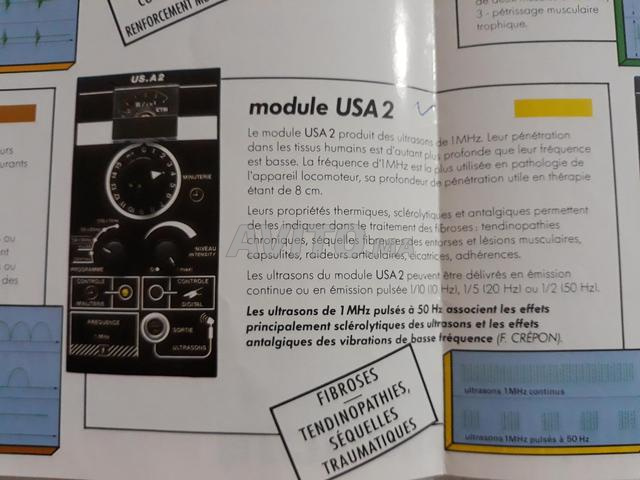 RENFORCEMENT
3 - pétrissage musculaire
trophique.
US.A2
MINUTERIE
NIVEAU
INTENSITY
PROGRAMME
CONTROLE
MINUTERIE
CONTROLE
DIGITAL
FREQUENCE
1 MHz
SORTIE
ULTRASONS
module USA 2
Le module USA 2 produit des ultrasons de 1 MHz. Leur pénétration
dans les tissus humains est d'autant plus profonde que leur fréquence
est basse. La fréquence d'1MHz est la plus utilisée en pathologie de
l'appareil locomoteur, sa profondeur de pénétration utile en thérapie
étant de 8 cm.
Leurs propriétés thermiques, sclérolytiques et antalgiques permettent
de les indiquer dans le traitement des fibroses : tendinopathies
chroniques, séquelles fibreuses des entorses et lésions musculaires,
capsulites, raideurs articulaires, cicatrices, adhérences.
Les ultrasons du module USA 2 peuvent être délivrés en émission
continue ou en émission pulsée 1/10 (10 Hz), 1/5 (20 Hz) ou 1/2 (50 Hz).
Les ultrasons de 1 MHz pulsés à 50 Hz associent les effets
principalement sclérolytiques des ultrasons et les effets
antalgiques des vibrations de basse fréquence (F. CRÉPON).
FIBROSES
TENDINOPATHIES,
SÉQUELLES
TRAUMATIQUES
ultrasons 1 MHz continus
ultrasons 1MHz pulsés à 50 Hz
AVITO.MA